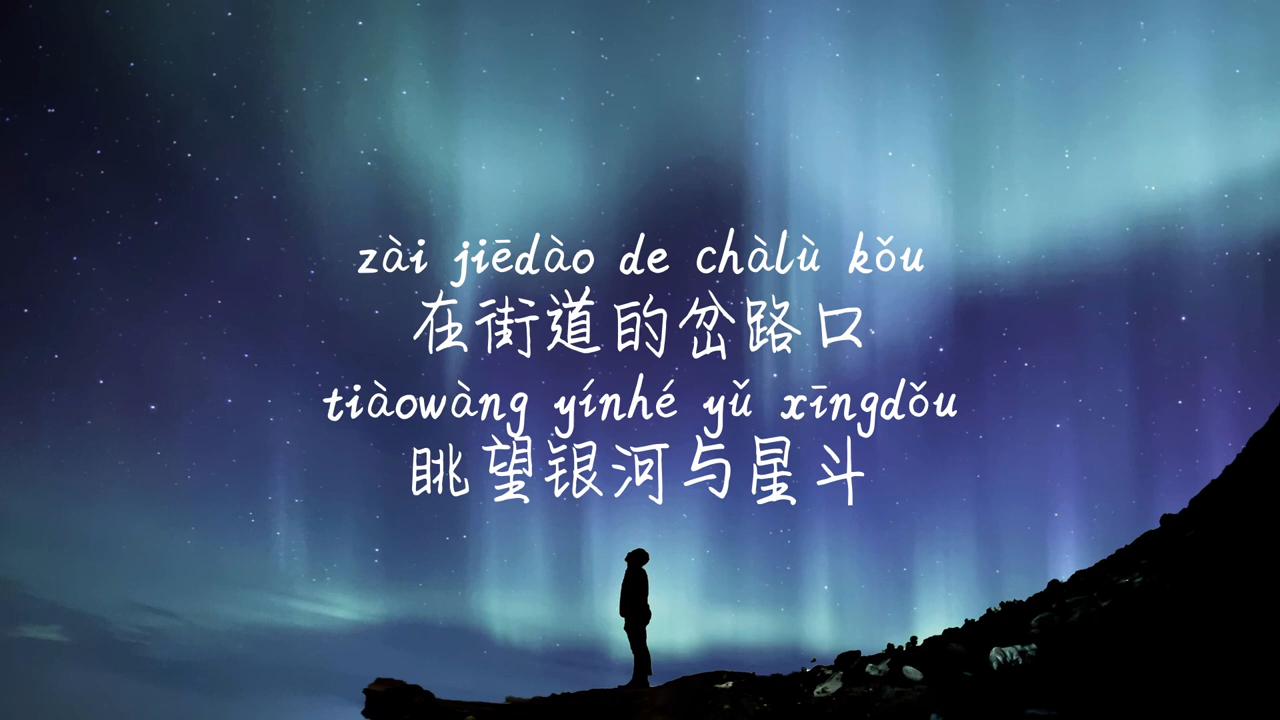 zài jiēdào de chàlù kǒu
在街道的岔路口
tiàowàng yínhé yǔ xīngdǒu
眺望银河与星斗